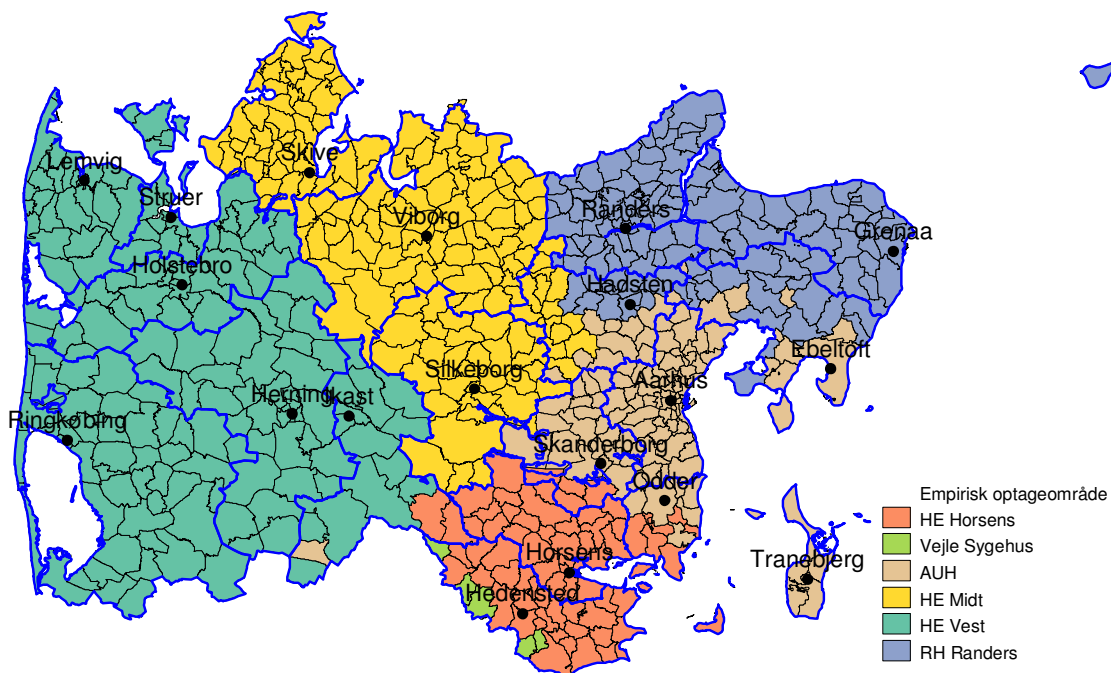 Lemvig
Skive
Struer
Viborg
Randers
Grenaa
Holstebro
Hadsten
Ebeltoft
Silkeborg
Aarhus
Herning
Ikast
Ringkøbing
Skanderborg
Odder
Horsens
Tranebjerg
Hedensted
Empirisk optageområde
HE Horsens
Vejle Sygehus
AUH
HE Midt
HE Vest
RH Randers